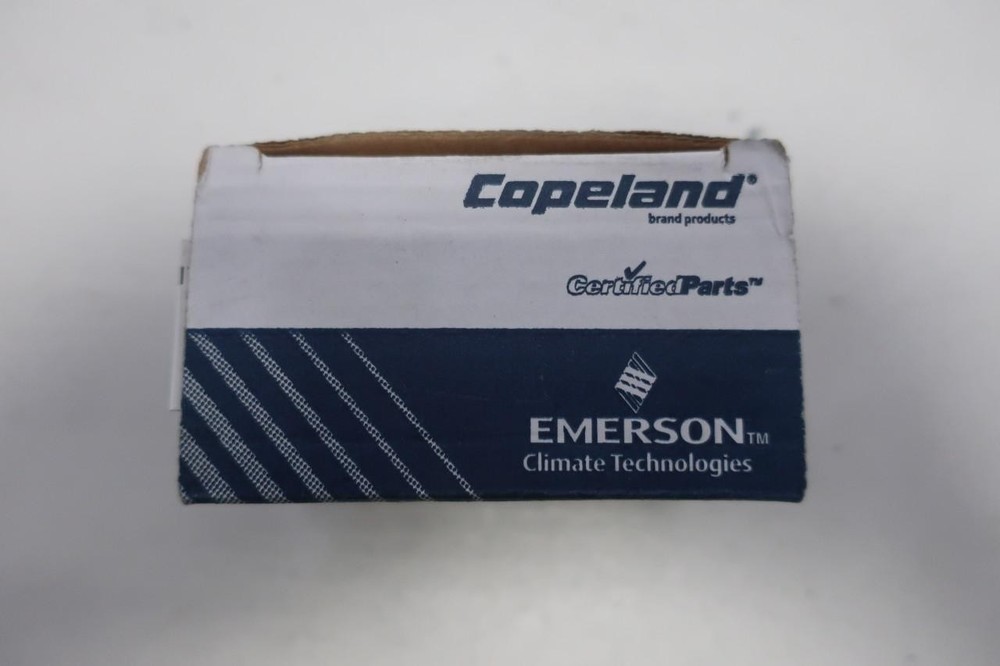 Copeland®
brand products
CertifiedParts™
EMERSON™
Climate Technologies